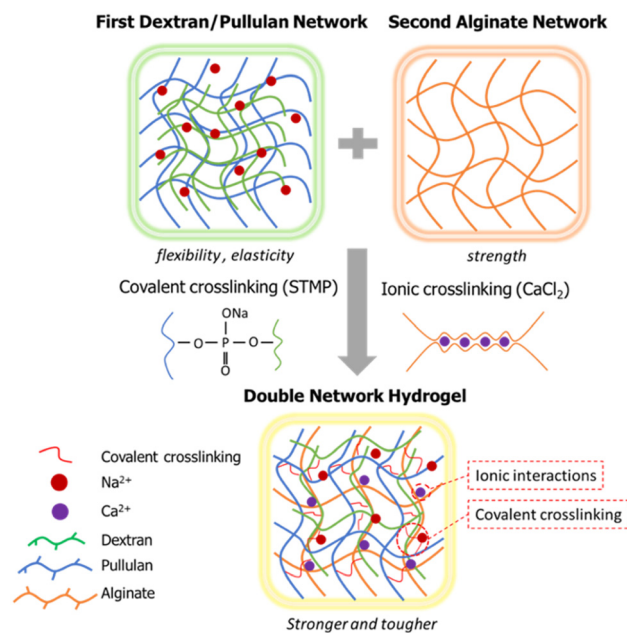 First Dextran/Pullulan Network
Second Alginate Network
flexibility, elasticity
strength
Covalent crosslinking (STMP)
Ionic crosslinking (CaCl₂)
ONa
O P O
O
Double Network Hydrogel
Covalent crosslinking
Na²⁺
Ca²⁺
Dextran
Pullulan
Alginate
Ionic interactions
Covalent crosslinking
Stronger and tougher